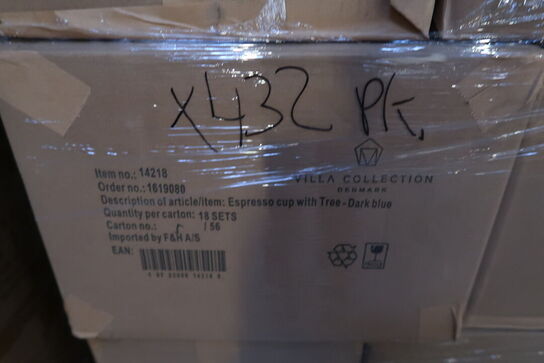 x432 Pkt.
VILLA COLLECTION
DENMARK
Item no.: 14218
Order no.:1619080
Description of article/item: Espresso cup with Tree - Dark blue
Quantity per carton: 18 SETS
Carton no.: / 56
Imported by F&H A/S
EAN: